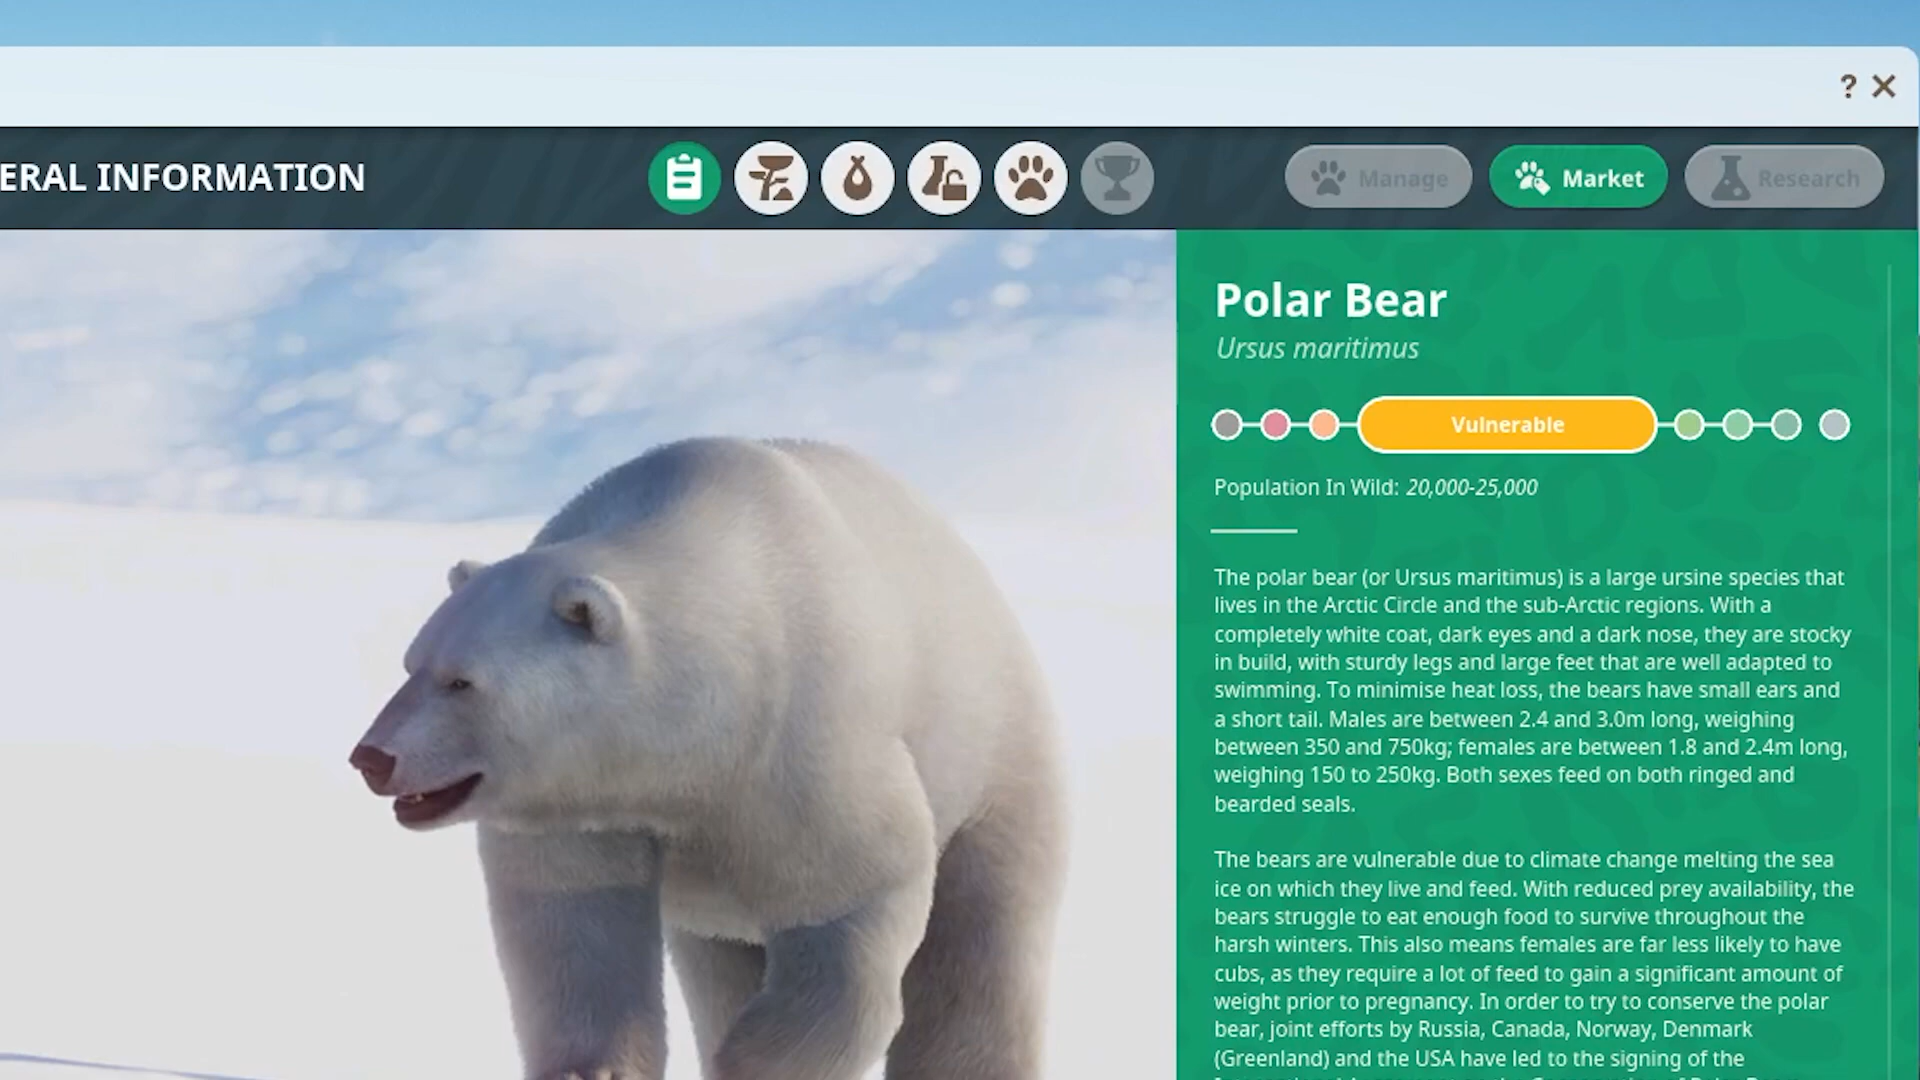 ?
ERAL INFORMATION
Manage
Market
Research
Polar Bear
Ursus maritimus
Vulnerable
Population In Wild: 20,000-25,000
The polar bear (or Ursus maritimus) is a large ursine species that
lives in the Arctic Circle and the sub-Arctic regions. With a
completely white coat, dark eyes and a dark nose, they are stocky
in build, with sturdy legs and large feet that are well adapted to
swimming. To minimise heat loss, the bears have small ears and
a short tail. Males are between 2.4 and 3.0m long, weighing
between 350 and 750kg; females are between 1.8 and 2.4m long,
weighing 150 to 250kg. Both sexes feed on both ringed and
bearded seals.
The bears are vulnerable due to climate change melting the sea
ice on which they live and feed. With reduced prey availability, the
bears struggle to eat enough food to survive throughout the
harsh winters. This also means females are far less likely to have
cubs, as they require a lot of feed to gain a significant amount of
weight prior to pregnancy. In order to try to conserve the polar
bear, joint efforts by Russia, Canada, Norway, Denmark
(Greenland) and the USA have led to the signing of the